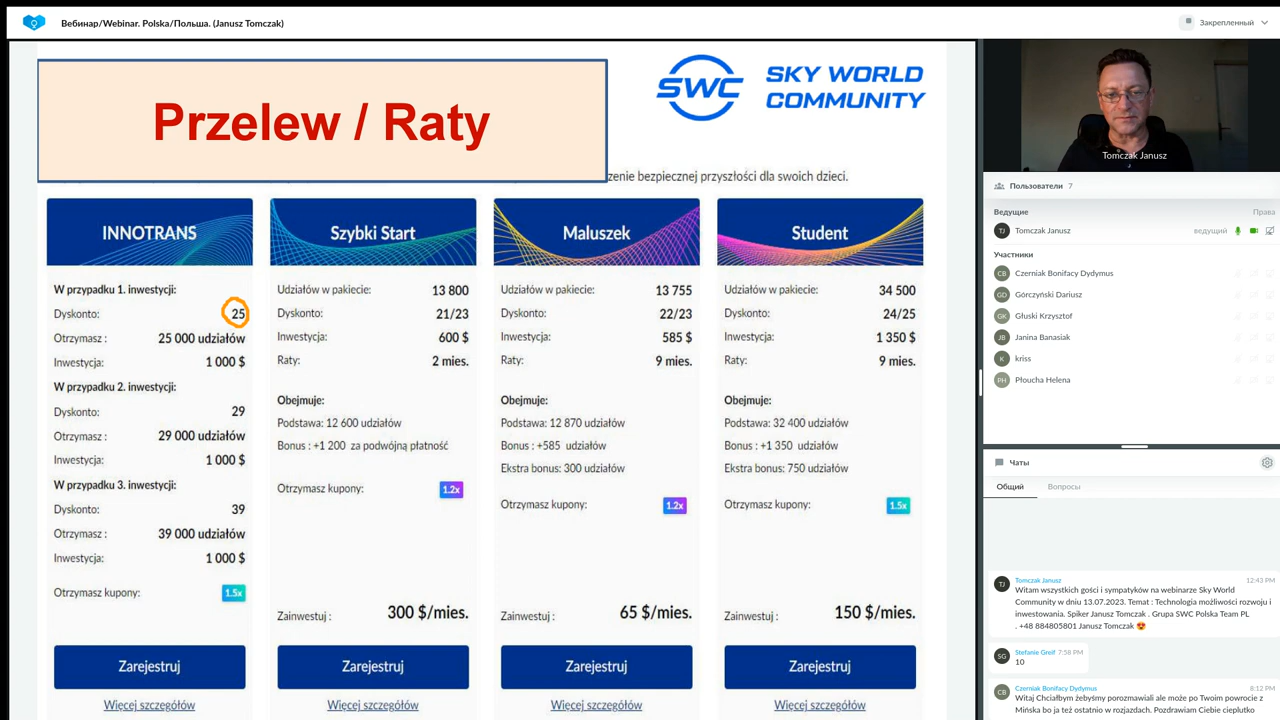 Вебинар/Webinar. Polska/Польша. (Janusz Tomczak)
Закрепленный
Przelew / Raty
SWC
SKY WORLD
COMMUNITY
zenie bezpiecznej przyszłości dla swoich dzieci.
INNOTRANS
W przypadku 1. inwestycji:
Dyskonto: 25
Otrzymasz : 25 000 udziałów
Inwestycja: 1 000 $
W przypadku 2. inwestycji:
Dyskonto: 29
Otrzymasz : 29 000 udziałów
Inwestycja: 1 000 $
W przypadku 3. inwestycji:
Dyskonto: 39
Otrzymasz : 39 000 udziałów
Inwestycja: 1 000 $
Otrzymasz kupony: 1.5x
Zarejestruj
Więcej szczegółów
Szybki Start
Udziałów w pakiecie: 13 800
Dyskonto: 21/23
Inwestycja: 600 $
Raty: 2 mies.
Obejmuje:
Podstawa: 12 600 udziałów
Bonus : +1 200 za podwójną płatność
Otrzymasz kupony: 1.2x
Zainwestuj : 300 $/mies.
Zarejestruj
Więcej szczegółów
Maluszek
Udziałów w pakiecie: 13 755
Dyskonto: 22/23
Inwestycja: 585 $
Raty: 9 mies.
Obejmuje:
Podstawa: 12 870 udziałów
Bonus : +585 udziałów
Ekstra bonus: 300 udziałów
Otrzymasz kupony: 1.2x
Zainwestuj : 65 $/mies.
Zarejestruj
Więcej szczegółów
Student
Udziałów w pakiecie: 34 500
Dyskonto: 24/25
Inwestycja: 1 350 $
Raty: 9 mies.
Obejmuje:
Podstawa: 32 400 udziałów
Bonus : +1 350 udziałów
Ekstra bonus: 750 udziałów
Otrzymasz kupony: 1.5x
Zainwestuj : 150 $/mies.
Zarejestruj
Więcej szczegółów
Tomczak Janusz
Пользователи 7
Ведущие Права
TJ Tomczak Janusz ведущий
Участники
CB Czerniak Bonifacy Dydymus
GD Górczyński Dariusz
GK Głuski Krzysztof
JB Janina Banasiak
K kriss
PH Płoucha Helena
Чаты
Общий Вопросы
TJ Tomczak Janusz 12:43 PM
Witam wszystkich gości i sympatyków na webinarze Sky World
Community w dniu 13.07.2023. Temat : Technologia możliwości rozwoju i
inwestowania. Spiker Janusz Tomczak . Grupa SWC Polska Team PL
. +48 884805801 Janusz Tomczak 😍
SG Stefanie Greif 7:58 PM
10
CB Czerniak Bonifacy Dydymus 8:12 PM
Witaj Chciałbym żebyśmy porozmawiali ale może po Twoim powrocie z
Mińska bo ja też ostatnio w rozjazdach. Pozdrawiam Ciebie cieplutko